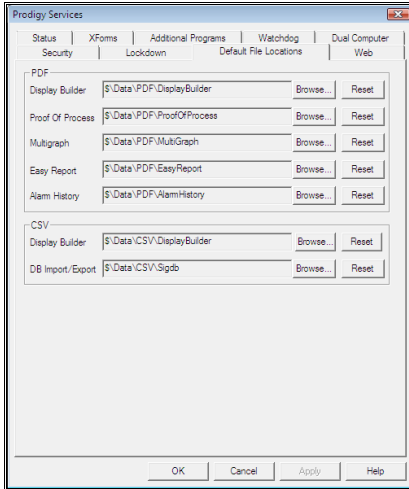 Prodigy Services
Status XForms Additional Programs Watchdog Dual Computer
Security Lockdown Default File Locations Web
PDF
Display Builder $\Data\PDF\DisplayBuilder Browse... Reset
Proof Of Process $\Data\PDF\ProofOfProcess Browse... Reset
Multigraph $\Data\PDF\MultiGraph Browse... Reset
Easy Report $\Data\PDF\EasyReport Browse... Reset
Alarm History $\Data\PDF\AlarmHistory Browse... Reset
CSV
Display Builder $\Data\CSV\DisplayBuilder Browse... Reset
DB Import/Export $\Data\CSV\Sigdb Browse... Reset
OK Cancel Apply Help